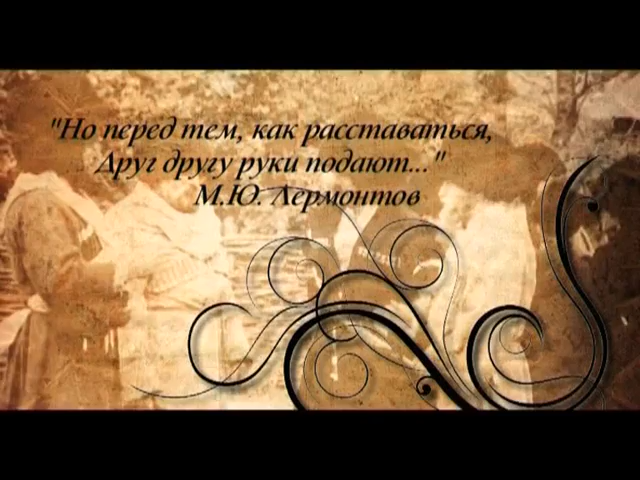 "Но перед тем, как расставаться,
Друг другу руки подают..."
М.Ю. Лермонтов